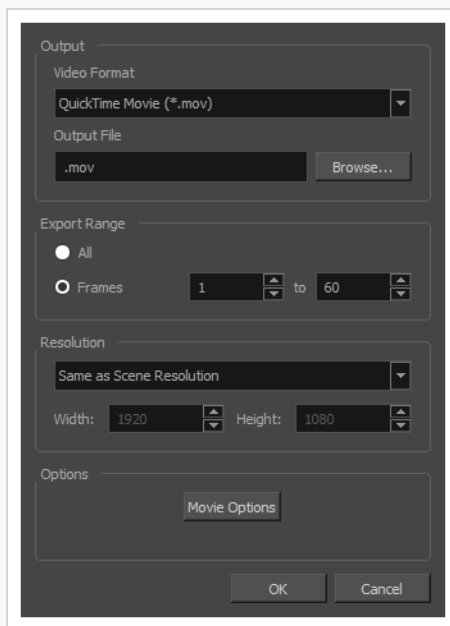 Output
Video Format
QuickTime Movie (*.mov)
Output File
.mov Browse...
Export Range
All
Frames 1 to 60
Resolution
Same as Scene Resolution
Width: 1920 Height: 1080
Options
Movie Options
OK Cancel